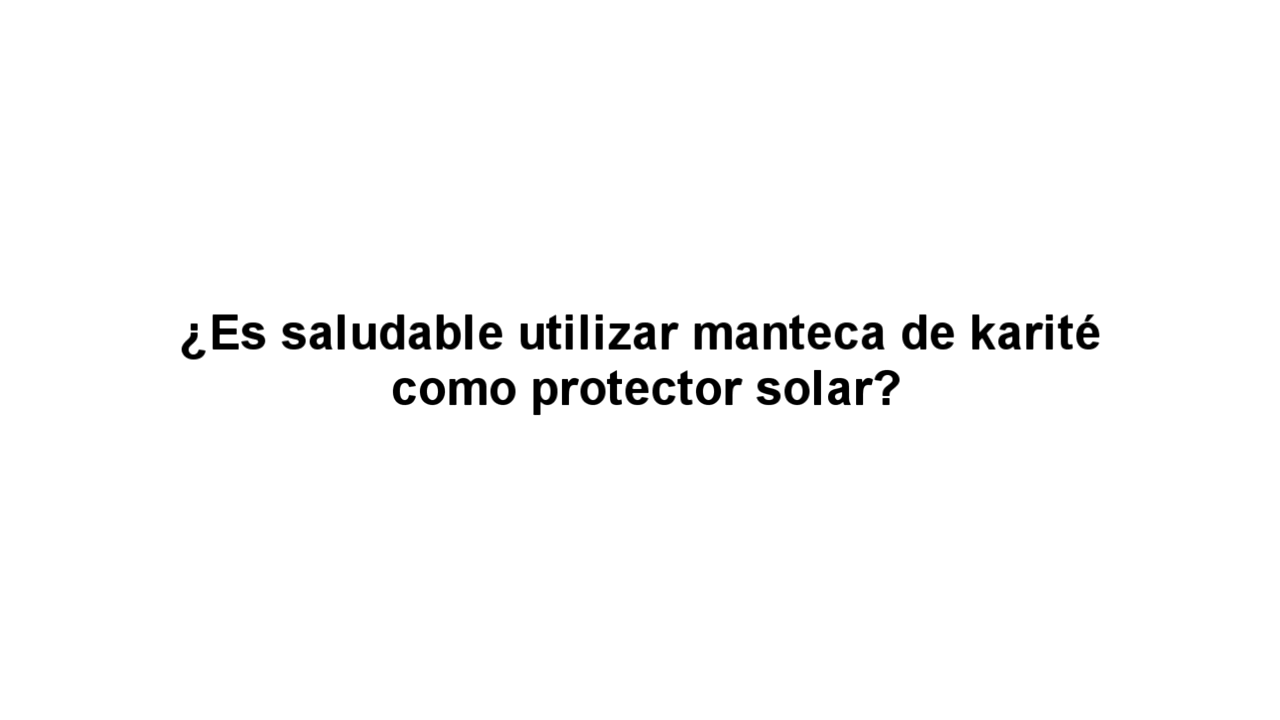 ¿Es saludable utilizar manteca de karité
como protector solar?